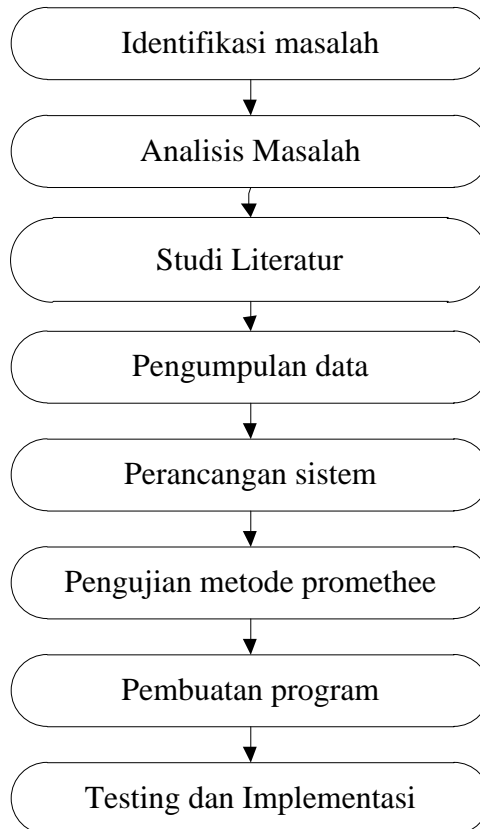 Identifikasi masalah
Analisis Masalah
Studi Literatur
Pengumpulan data
Perancangan sistem
Pengujian metode promethee
Pembuatan program
Testing dan Implementasi